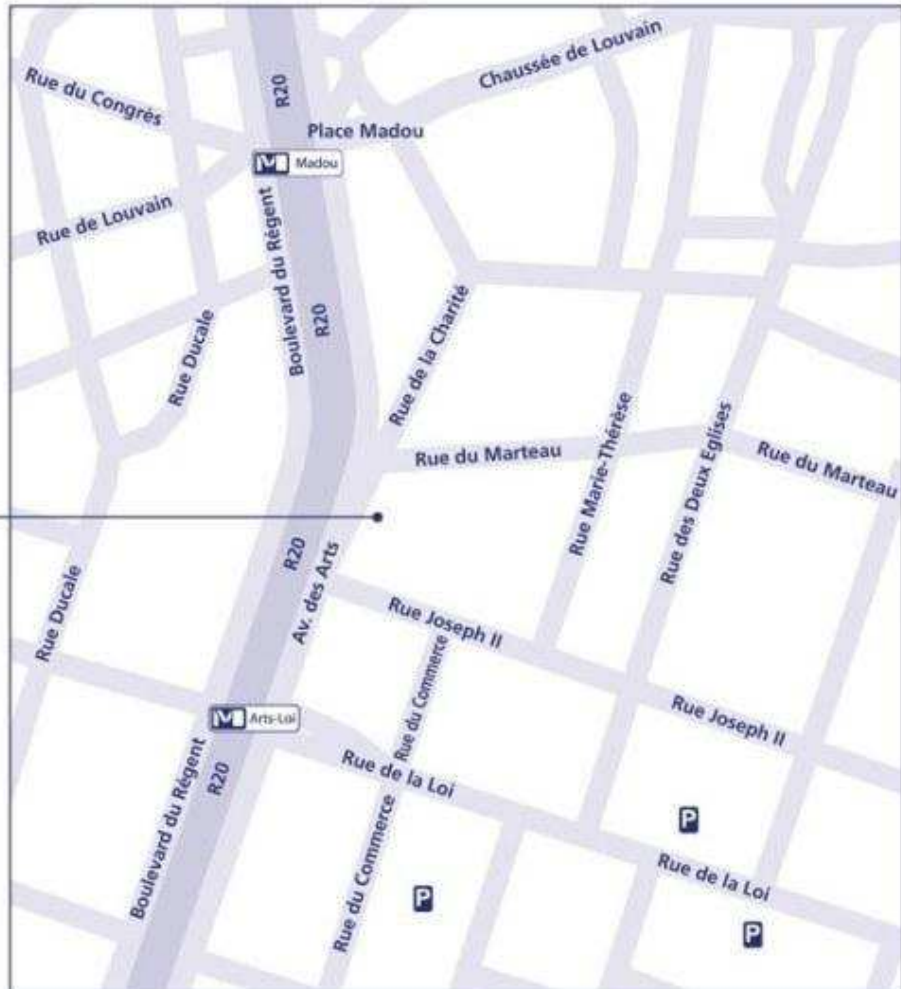 Chaussée de Louvain
R20
Rue du Congrès
Place Madou
M Madou
Rue de Louvain
Boulevard du Régent
R20
Rue de la Charité
Rue Ducale
Rue du Marteau
Rue du Marteau
Rue Marie-Thérèse
Rue des Deux Eglises
R20
Av. des Arts
Rue Ducale
Rue Joseph II
Rue du Commerce
Rue Joseph II
M Arts-Loi
Boulevard du Régent
R20
Rue de la Loi
Rue du Commerce
P
Rue de la Loi
P
P